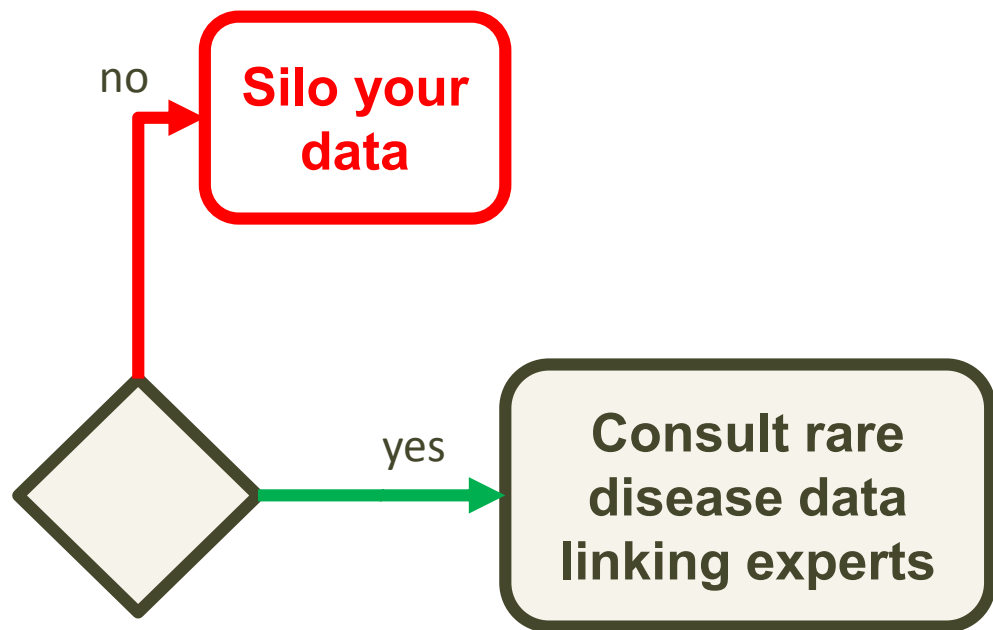 no
Silo your
data
yes
Consult rare
disease data
linking experts